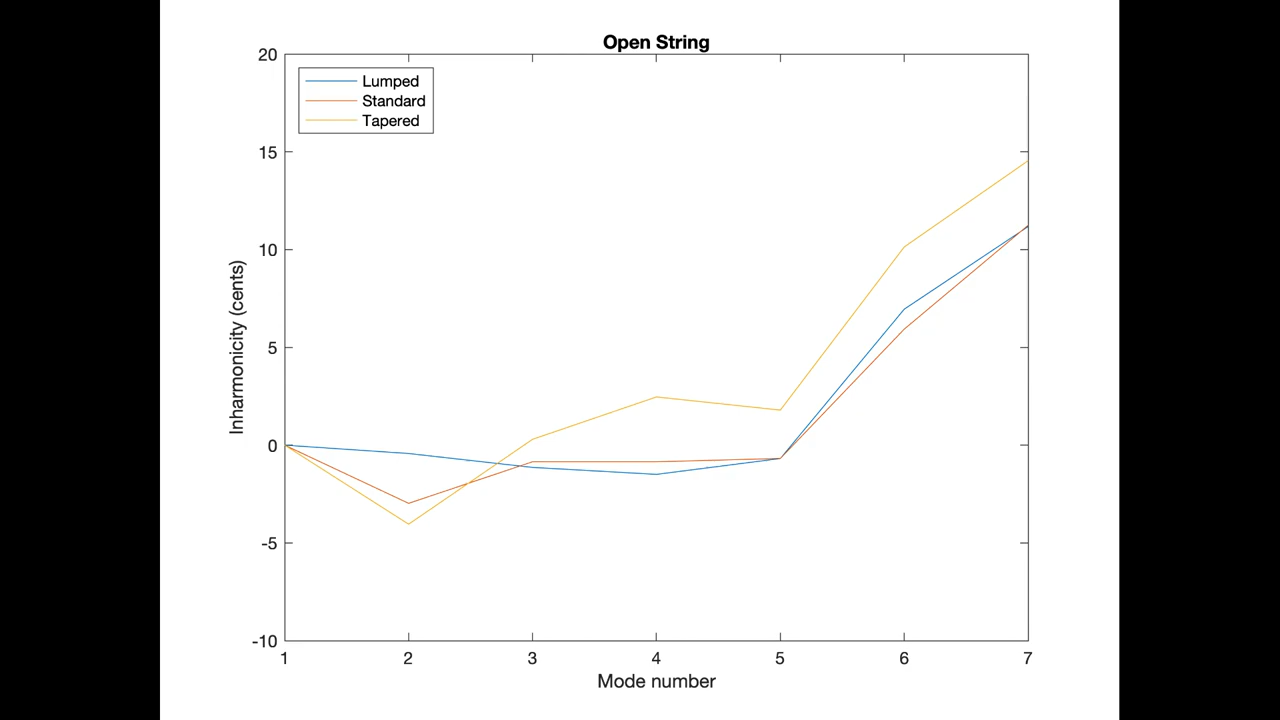 Open String
20
Lumped
Standard
Tapered
15
10
5
0
-5
-10
Inharmonicity (cents)
1 2 3 4 5 6 7
Mode number